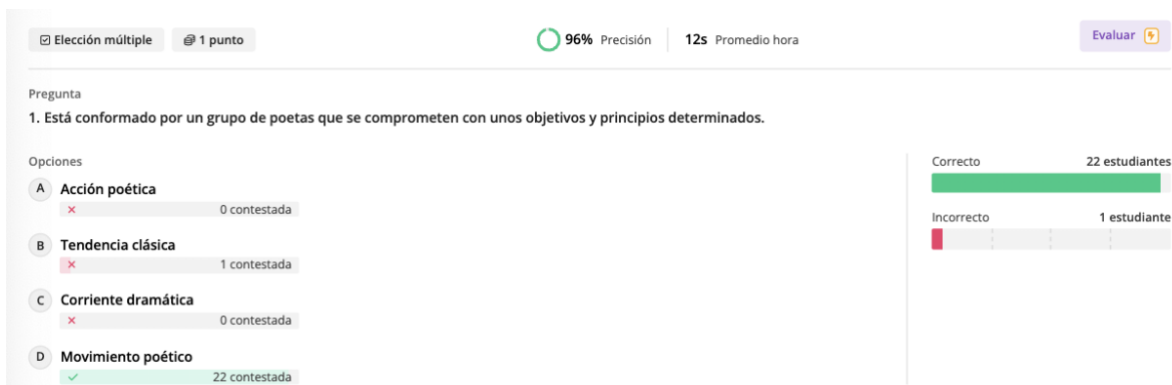 Elección múltiple 1 punto 96% Precisión 12s Promedio hora Evaluar
Pregunta
1. Está conformado por un grupo de poetas que se comprometen con unos objetivos y principios determinados.
Opciones
A Acción poética
0 contestada
B Tendencia clásica
1 contestada
C Corriente dramática
0 contestada
D Movimiento poético
22 contestada
Correcto 22 estudiantes
Incorrecto 1 estudiante